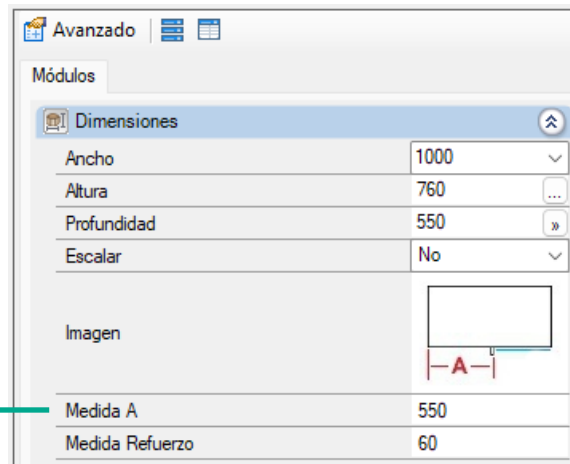 Avanzado
Módulos
Dimensiones
Ancho 1000
Altura 760 ...
Profundidad 550 »
Escalar No
Imagen
A
Medida A 550
Medida Refuerzo 60